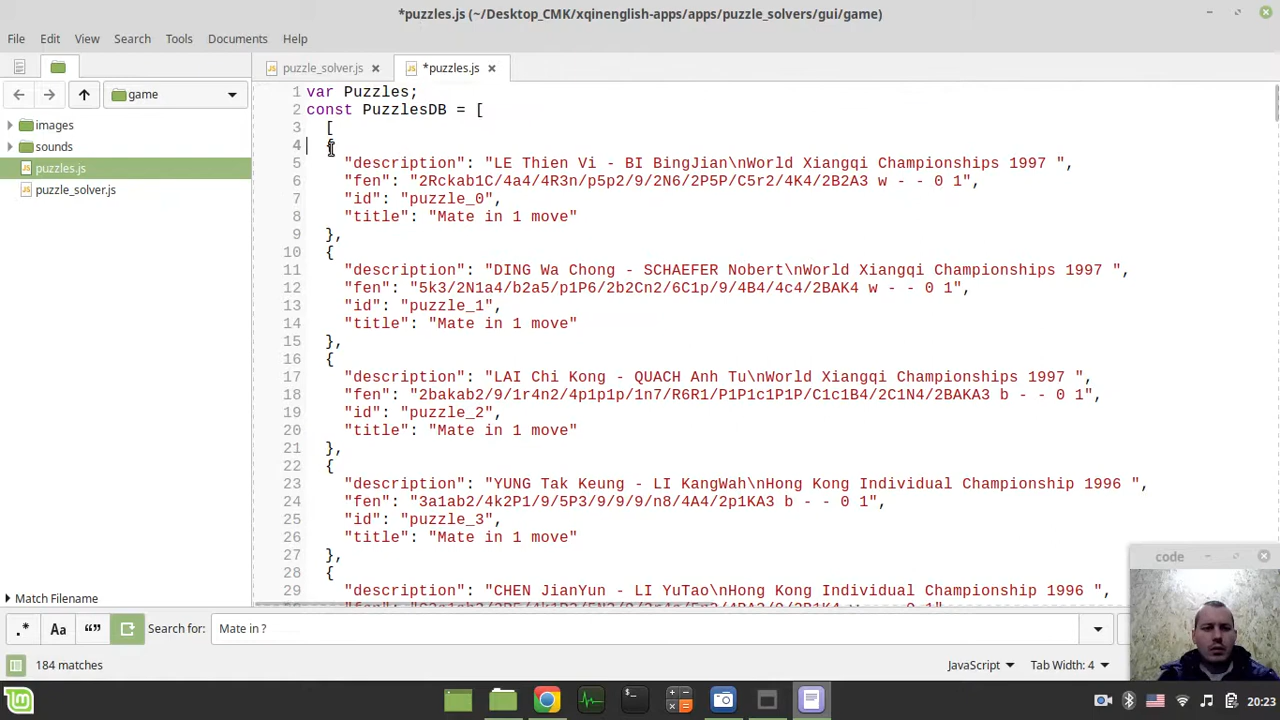 *puzzles.js (~/Desktop_CMK/xqinenglish-apps/apps/puzzle_solvers/gui/game)
File Edit View Search Tools Documents Help
puzzle_solver.js *puzzles.js
game
images
sounds
puzzles.js
puzzle_solver.js
1 var Puzzles;
2 const PuzzlesDB = [
3 [
4 {
5 "description": "LE Thien Vi - BI BingJian\nWorld Xiangqi Championships 1997 ",
6 "fen": "2Rckab1C/4a4/4R3n/p5p2/9/2N6/2P5P/C5r2/4K4/2B2A3 w - - 0 1",
7 "id": "puzzle_0",
8 "title": "Mate in 1 move"
9 },
10 {
11 "description": "DING Wa Chong - SCHAEFER Nobert\nWorld Xiangqi Championships 1997 ",
12 "fen": "5k3/2N1a4/b2a5/p1P6/2b2Cn2/6C1p/9/4B4/4c4/2BAK4 w - - 0 1",
13 "id": "puzzle_1",
14 "title": "Mate in 1 move"
15 },
16 {
17 "description": "LAI Chi Kong - QUACH Anh Tu\nWorld Xiangqi Championships 1997 ",
18 "fen": "2bakab2/9/1r4n2/4p1p1p/1n7/R6R1/P1P1c1P1P/C1c1B4/2C1N4/2BAKA3 b - - 0 1",
19 "id": "puzzle_2",
20 "title": "Mate in 1 move"
21 },
22 {
23 "description": "YUNG Tak Keung - LI KangWah\nHong Kong Individual Championship 1996 ",
24 "fen": "3a1ab2/4k2P1/9/5P3/9/9/9/n8/4A4/2p1KA3 b - - 0 1",
25 "id": "puzzle_3",
26 "title": "Mate in 1 move"
27 },
28 {
29 "description": "CHEN JianYun - LI YuTao\nHong Kong Individual Championship 1996 ",
Match Filename
.* Aa “” Search for: Mate in ?
184 matches JavaScript Tab Width: 4
code
20:23